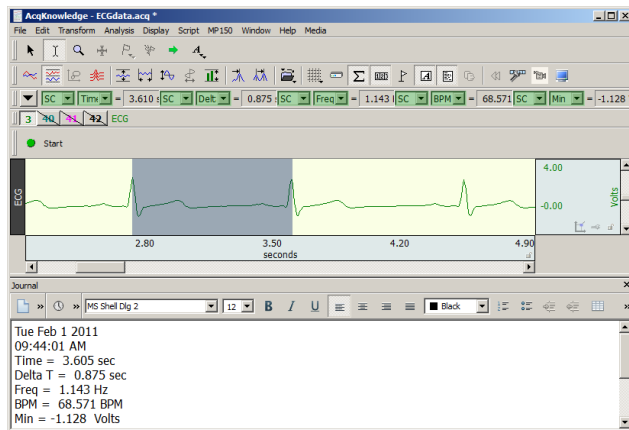 AcqKnowledge - ECGdata.acq *
File Edit Transform Analysis Display Script MP150 Window Help Media
SC Time = 3.610 s SC Delt = 0.875 s SC Freq = 1.143 SC BPM = 68.571 SC Min = -1.128
3 40 41 42 ECG
Start
ECG
4.00
-0.00
Volts
2.80 3.50 4.20 4.90
seconds
Journal
MS Shell Dlg 2 12 B I U Black
Tue Feb 1 2011
09:44:01 AM
Time = 3.605 sec
Delta T = 0.875 sec
Freq = 1.143 Hz
BPM = 68.571 BPM
Min = -1.128 Volts